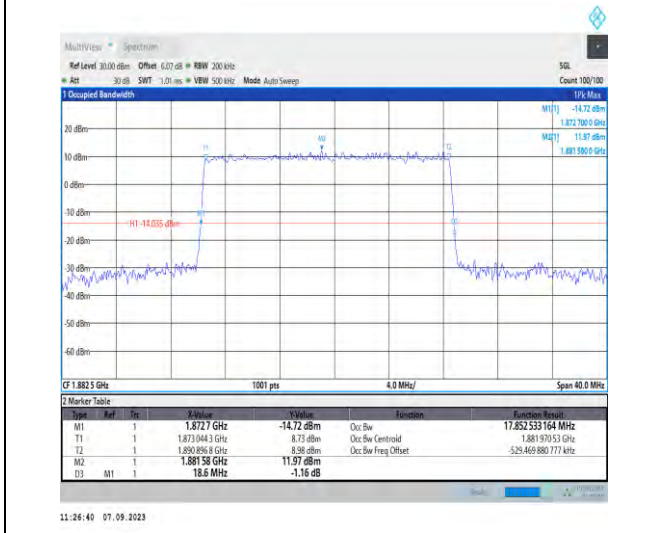 MultiView Spectrum
Ref Level 30.00 dBm Offset 6.07 dB RBW 200 kHz SGL
Att 30 dB SWT 1.01 ms VBW 500 kHz Mode Auto Sweep Count 100/100
1 Occupied Bandwidth 1Pk Max
M1[1] -14.72 dBm
1.872 700 0 GHz
M2[1] 11.97 dBm
1.881 580 0 GHz
20 dBm
M2
T1 T2
10 dBm
0 dBm
-10 dBm
M1
H1 -14.035 dBm
D3
-20 dBm
-30 dBm
-40 dBm
-50 dBm
-60 dBm
CF 1.882 5 GHz 1001 pts 4.0 MHz/ Span 40.0 MHz
2 Marker Table
Type Ref Trc X-Value Y-Value Function Function Result
M1 1 1.8727 GHz -14.72 dBm Occ Bw 17.852 533 164 MHz
T1 1 1.873 044 3 GHz 8.73 dBm Occ Bw Centroid 1.881 970 53 GHz
T2 1 1.890 896 8 GHz 8.98 dBm Occ Bw Freq Offset -529.469 880 777 kHz
M2 1 1.881 58 GHz 11.97 dBm
D3 M1 1 18.6 MHz -1.16 dB
11:26:40 07.09.2023